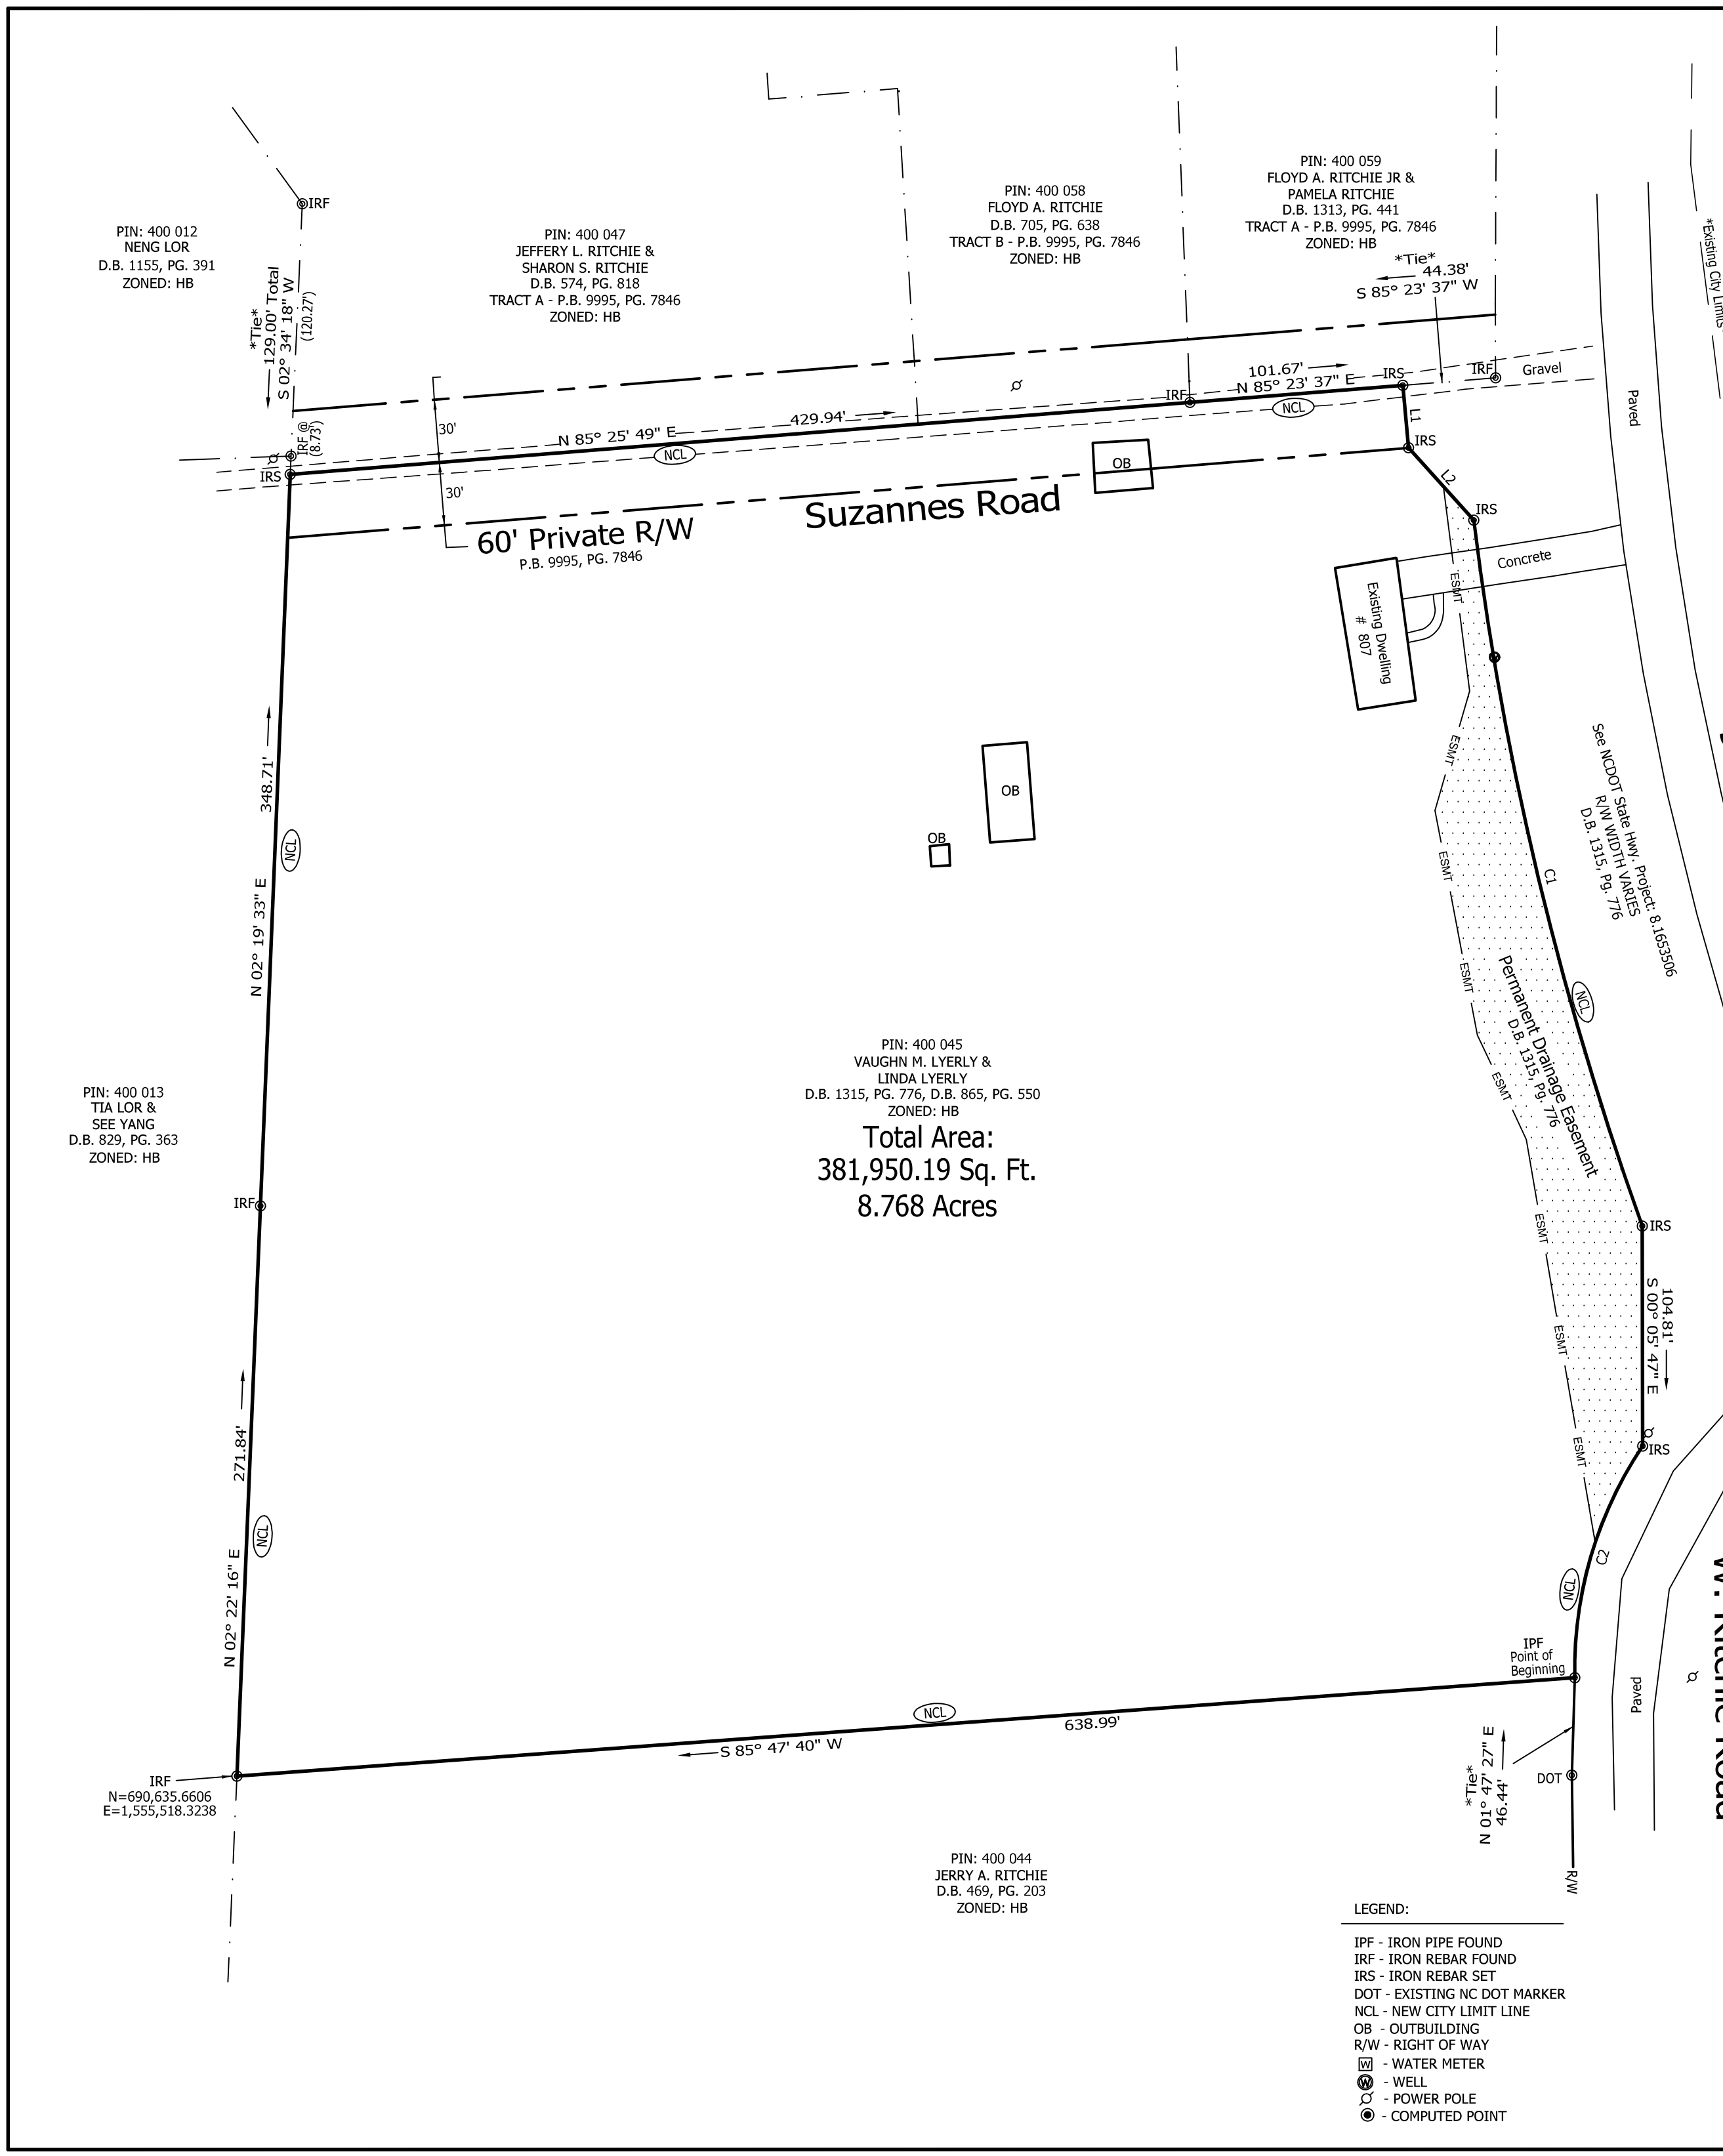 PIN: 400 059
FLOYD A. RITCHIE JR &
PAMELA RITCHIE
D.B. 1313, PG. 441
TRACT A - P.B. 9995, PG. 7846
ZONED: HB
PIN: 400 058
FLOYD A. RITCHIE
D.B. 705, PG. 638
TRACT B - P.B. 9995, PG. 7846
ZONED: HB
IRF
PIN: 400 012
NENG LOR
D.B. 1155, PG. 391
ZONED: HB
PIN: 400 047
JEFFERY L. RITCHIE &
SHARON S. RITCHIE
D.B. 574, PG. 818
TRACT A - P.B. 9995, PG. 7846
ZONED: HB
*Existing City Limits
*Tie*
44.38'
S 85° 23' 37" W
*Tie*
129.00' Total
S 02° 34' 18" W
(120.27')
IRF @
(8.73')
IRS
30'
30'
N 85° 25' 49" E
429.94'
NCL
IRF
101.67'
N 85° 23' 37" E
NCL
IRS
IRF
Gravel
Paved
L1
IRS
L2
IRS
OB
Suzannes Road
60' Private R/W
P.B. 9995, PG. 7846
Concrete
ESMT
Existing Dwelling
# 807
ESMT
See NCDOT State Hwy. Project: 8.1653506
R/W WIDTH VARIES
D.B. 1315, Pg. 776
348.71'
N 02° 19' 33" E
NCL
OB
OB
ESMT
C1
ESMT
NCL
Permanent Drainage Easement
D.B. 1315, Pg. 776
ESMT
PIN: 400 045
VAUGHN M. LYERLY &
LINDA LYERLY
D.B. 1315, PG. 776, D.B. 865, PG. 550
ZONED: HB
Total Area:
381,950.19 Sq. Ft.
8.768 Acres
PIN: 400 013
TIA LOR &
SEE YANG
D.B. 829, PG. 363
ZONED: HB
IRF
ESMT
IRS
104.81'
S 00° 05' 47" E
ESMT
ESMT
IRS
271.84'
N 02° 22' 16" E
NCL
C2
NCL
W. Ritchie Road
IPF
Point of
Beginning
Paved
NCL
638.99'
S 85° 47' 40" W
*Tie*
N 01° 47' 27" E
46.44'
DOT
R/W
IRF
N=690,635.6606
E=1,555,518.3238
PIN: 400 044
JERRY A. RITCHIE
D.B. 469, PG. 203
ZONED: HB
LEGEND:
IPF - IRON PIPE FOUND
IRF - IRON REBAR FOUND
IRS - IRON REBAR SET
DOT - EXISTING NC DOT MARKER
NCL - NEW CITY LIMIT LINE
OB - OUTBUILDING
R/W - RIGHT OF WAY
W - WATER METER
W - WELL
- POWER POLE
- COMPUTED POINT